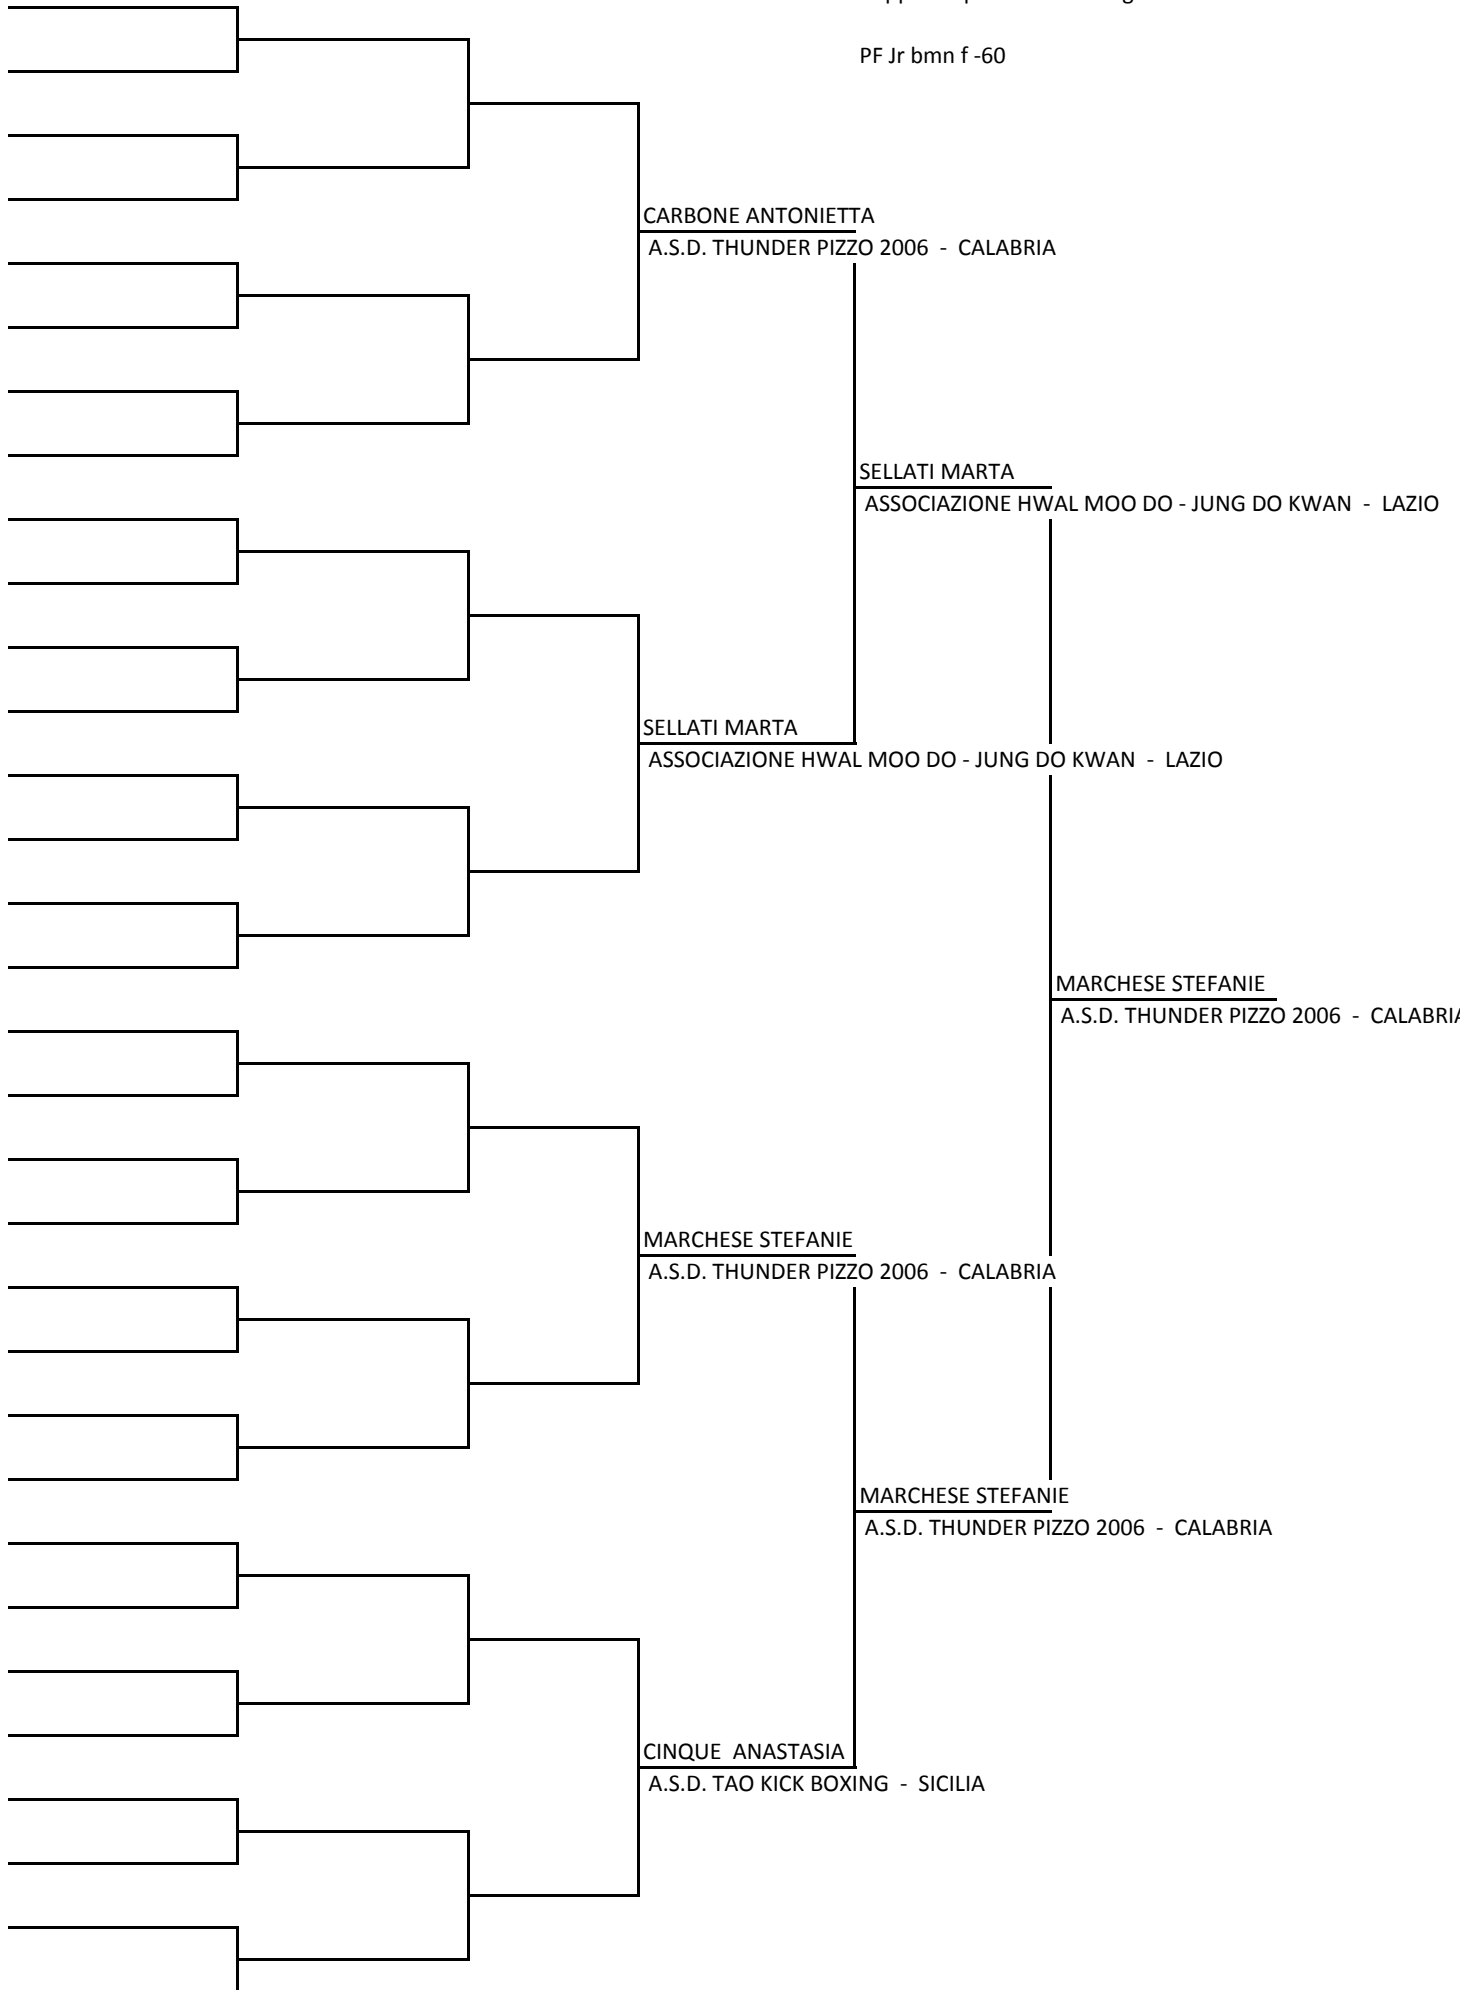 PF Jr bmn f -60
CARBONE ANTONIETTA
A.S.D. THUNDER PIZZO 2006 - CALABRIA
SELLATI MARTA
ASSOCIAZIONE HWAL MOO DO - JUNG DO KWAN - LAZIO
SELLATI MARTA
ASSOCIAZIONE HWAL MOO DO - JUNG DO KWAN - LAZIO
MARCHESE STEFANIE
A.S.D. THUNDER PIZZO 2006 - CALABRIA
MARCHESE STEFANIE
A.S.D. THUNDER PIZZO 2006 - CALABRIA
MARCHESE STEFANIE
A.S.D. THUNDER PIZZO 2006 - CALABRIA
CINQUE ANASTASIA
A.S.D. TAO KICK BOXING - SICILIA